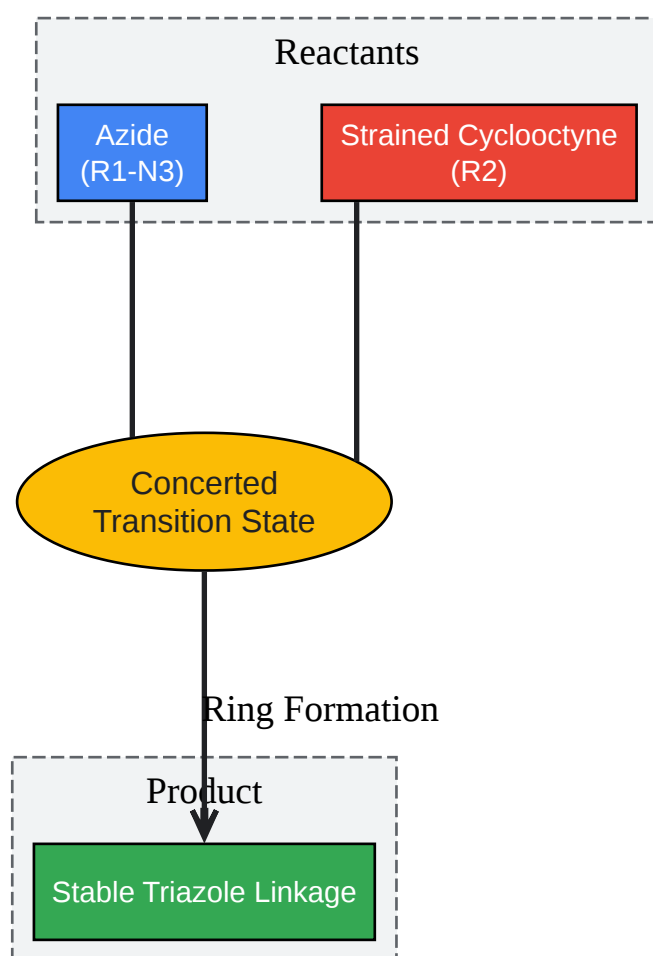 Reactants
Azide
(R1-N3)
Strained Cyclooctyne
(R2)
Concerted
Transition State
Ring Formation
Product
Stable Triazole Linkage